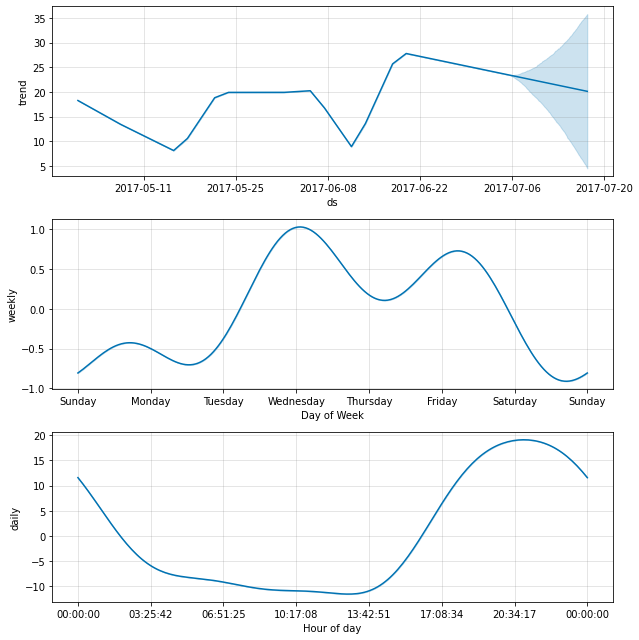 35
30
25
20
15
10
5
trend
2017-05-11 2017-05-25 2017-06-08 2017-06-22 2017-07-06 2017-07-20
ds
1.0
0.5
0.0
−0.5
−1.0
weekly
Sunday Monday Tuesday Wednesday Thursday Friday Saturday Sunday
Day of Week
20
15
10
5
0
−5
−10
daily
00:00:00 03:25:42 06:51:25 10:17:08 13:42:51 17:08:34 20:34:17 00:00:00
Hour of day